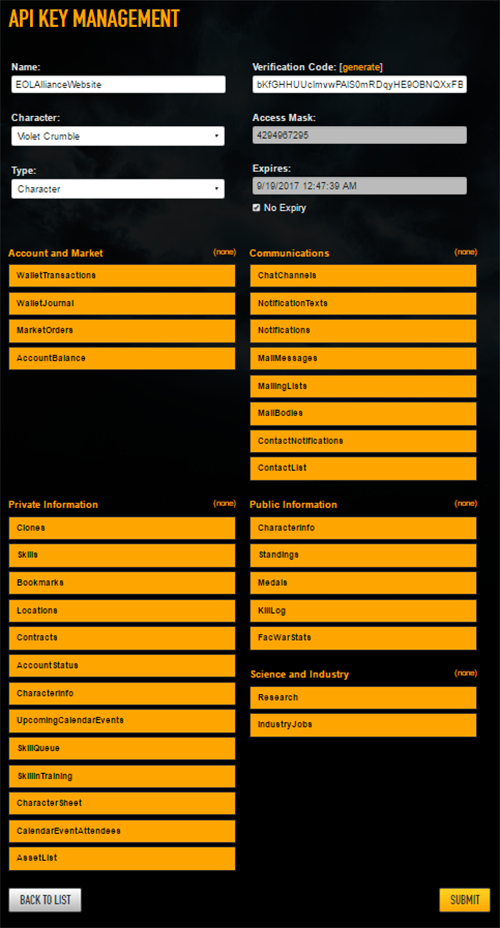 API KEY MANAGEMENT
Name:
EOLAllianceWebsite
Verification Code: [generate]
Character:
Violet Crumble
Access Mask:
4294967295
Type:
Character
Expires:
9/19/2017 12:47:39 AM
No Expiry
Account and Market (none)
WalletTransactions
WalletJournal
MarketOrders
AccountBalance
Communications (none)
ChatChannels
NotificationTexts
Notifications
MailMessages
MailingLists
MailBodies
ContactNotifications
ContactList
Private Information (none)
Clones
Skills
Bookmarks
Locations
Contracts
AccountStatus
CharacterInfo
UpcomingCalendarEvents
SkillQueue
SkillInTraining
CharacterSheet
CalendarEventAttendees
AssetList
Public Information (none)
CharacterInfo
Standings
Medals
KillLog
FacWarStats
Science and Industry (none)
Research
IndustryJobs
BACK TO LIST
SUBMIT